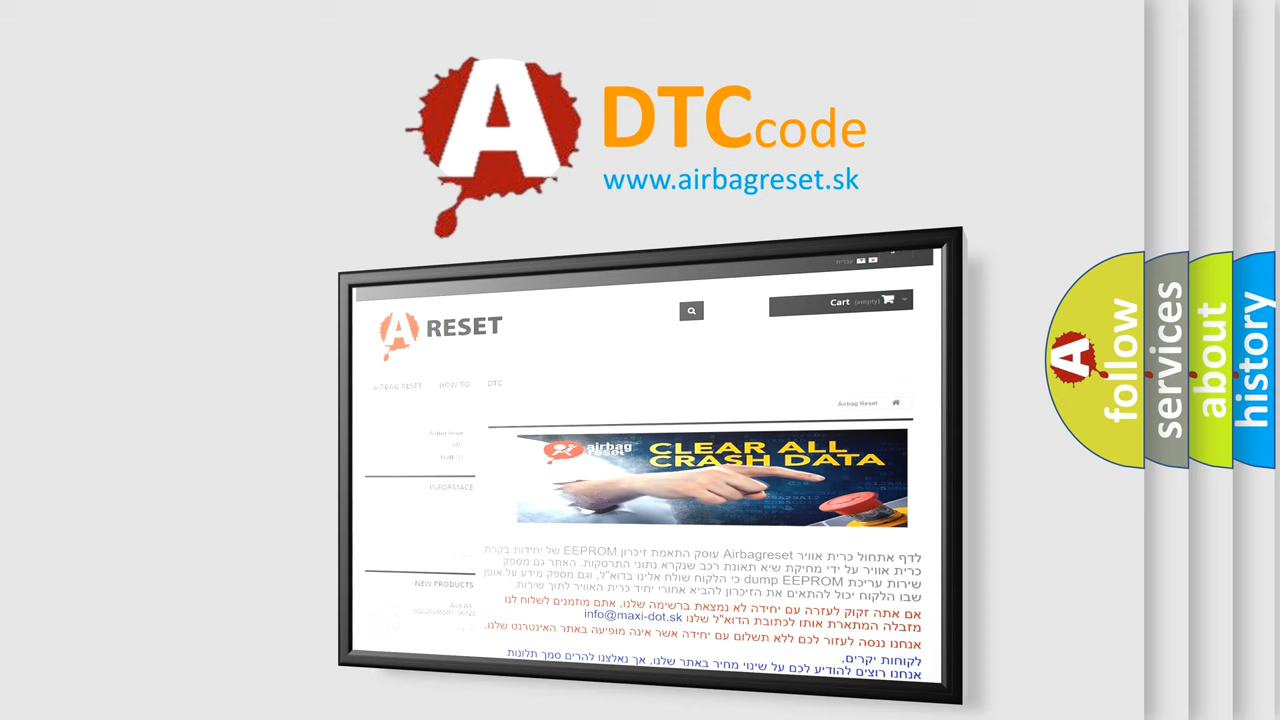 A
DTCcode
www.airbagreset.sk
עברית
Cart (empty)
A RESET
AIRBAG RESET HOW TO DTC
Airbag Reset
Airbag Reset
DTC
HOW TO
INFORMACE
NEW PRODUCTS
airbag
reset
CLEAR ALL
CRASH DATA
לדף אתחול כרית אוויר Airbagreset עוסק התאמת זיכרון EEPROM של יחידות בקרת
כרית אוויר על ידי מחיקת שיא תאונת רכב שנקרא נתוני התרסקות. האתר גם מספק
שירות עריכת dump EEPROM כי הלקוח שולח אלינו בדוא"ל, וגם מספק מידע על אופן
שבו הלקוח יכול להתאים את הזיכרון להביא אחורי יחיד כרית האוויר לתוך שירות.
אם אתה זקוק לעזרה עם יחידה לא נמצאת ברשימה שלנו, אתם מוזמנים לשלוח לנו
מזבלה המתארת אותו לכתובת הדוא"ל שלנו info@maxi-dot.sk
אנחנו ננסה לעזור לכם ללא תשלום עם יחידה אשר אינה מופיעה באתר האינטרנט שלנו.
לקוחות יקרים,
אנחנו רוצים להודיע לכם על שינוי מחיר באתר שלנו, אך נאלצנו להרים סמך תלונות
A
follow
services
about
history